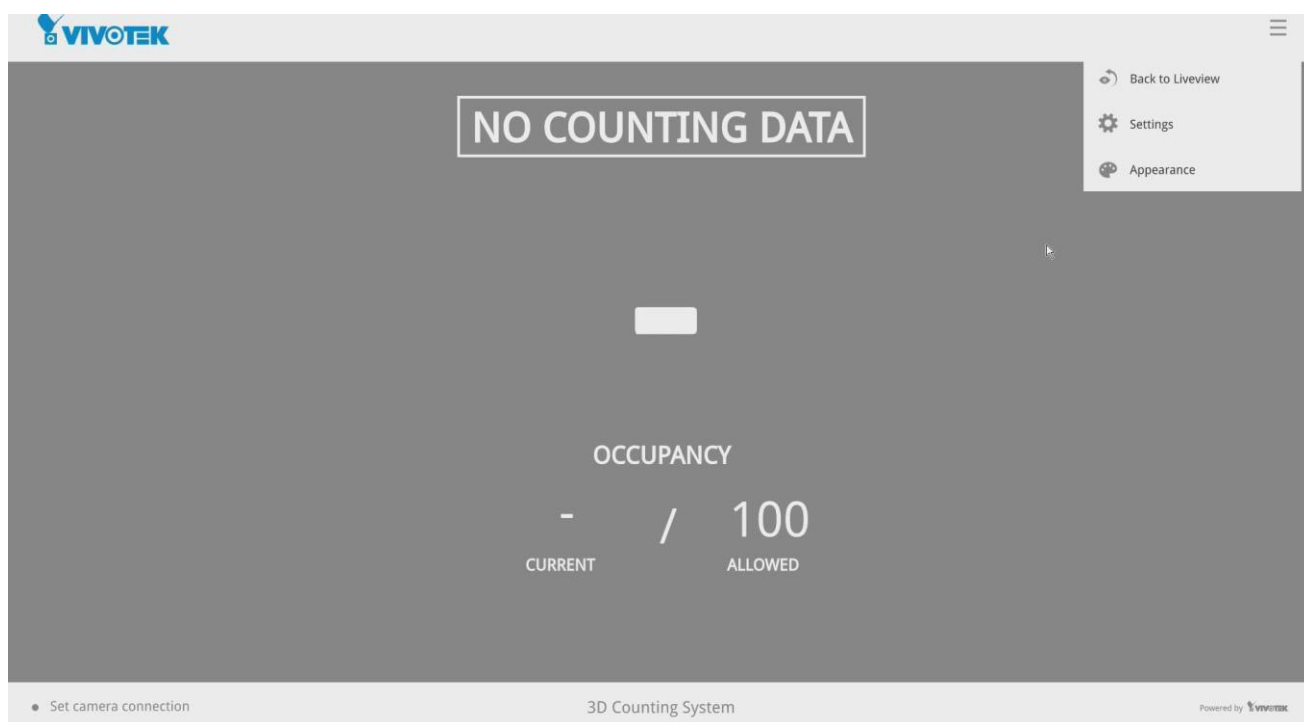 VIVOTEK
Back to Liveview
Settings
Appearance
NO COUNTING DATA
OCCUPANCY
- / 100
CURRENT ALLOWED
Set camera connection
3D Counting System
Powered by VIVOTEK